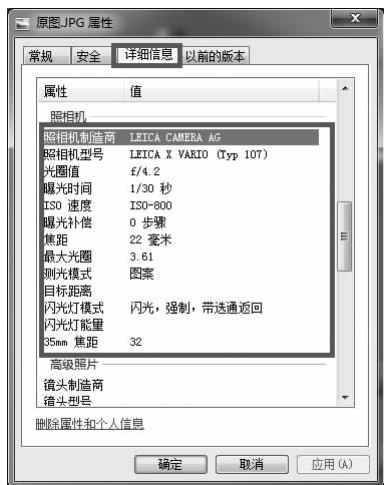 原图.JPG 属性
常规 安全 详细信息 以前的版本
属性 值
照相机
照相机制造商 LEICA CAMERA AG
照相机型号 LEICA X VARIO (Typ 107)
光圈值 f/4.2
曝光时间 1/30 秒
ISO 速度 ISO-800
曝光补偿 0 步骤
焦距 22 毫米
最大光圈 3.61
测光模式 图案
目标距离
闪光灯模式 闪光，强制，带选通返回
闪光灯能量
35mm 焦距 32
高级照片
镜头制造商
镜头型号
删除属性和个人信息
确定 取消 应用(A)